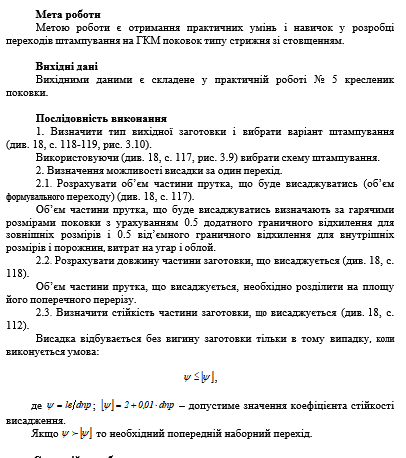 Мета роботи
Метою роботи є отримання практичних умінь і навичок у розробці
переходів штампування на ГКМ поковок типу стрижня зі стовщенням.
Вихідні дані
Вихідними даними є складене у практичній роботі № 5 кресленик
поковки.
Послідовність виконання
1. Визначити тип вихідної заготовки і вибрати варіант штампування
(див. 18, с. 118-119, рис. 3.10).
Використовуючи (див. 18, с. 117, рис. 3.9) вибрати схему штампування.
2. Визначення можливості висадки за один перехід.
2.1. Розрахувати об’єм частини прутка, що буде висаджуватись (об’єм
формувального переходу) (див. 18, с. 117).
Об’єм частини прутка, що буде висаджуватись визначають за гарячими
розмірами поковки з урахуванням 0.5 додатного граничного відхилення для
зовнішніх розмірів і 0.5 від’ємного граничного відхилення для внутрішніх
розмірів і порожнин, витрат на угар і облой.
2.2. Розрахувати довжину частини заготовки, що висаджується (див. 18, с.
118).
Об’єм частини прутка, що висаджується, необхідно розділити на площу
його поперечного перерізу.
2.3. Визначити стійкість частини заготовки, що висаджується (див. 18, с.
112).
Висадка відбувається без вигину заготовки тільки в тому випадку, коли
виконується умова:
ψ ≤ [ψ],
де ψ = lв/dпр ; [ψ] = 2 + 0,01 · dпр – допустиме значення коефіцієнта стійкості
висадження.
Якщо ψ > [ψ] то необхідний попередній наборний перехід.